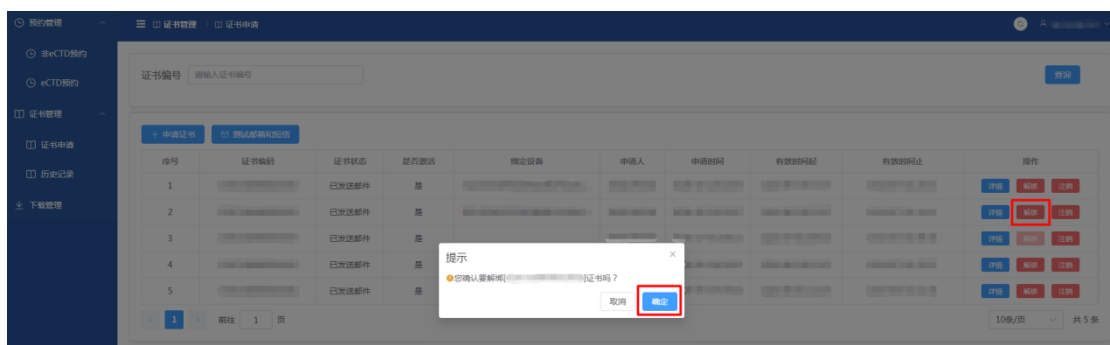 预约管理
证书管理 证书申请
非eCTD预约
eCTD预约
证书编号 请输入证书编号 查询
证书管理
证书申请
历史记录
下载管理
+ 申请证书 测试邮箱和短信
序号 证书编码 证书状态 是否激活 绑定设备 申请人 申请时间 有效时间起 有效时间止 操作
1 已发送邮件 是 详情 解绑 注销
2 已发送邮件 是 详情 解绑 注销
3 已发送邮件 是 详情 解绑 注销
4 已发送邮件 是 详情 解绑 注销
5 已发送邮件 是 详情 解绑 注销
提示 ×
您确认要解绑[ ]证书吗？
取消 确定
< 1 > 前往 1 页 10条/页 共 5 条